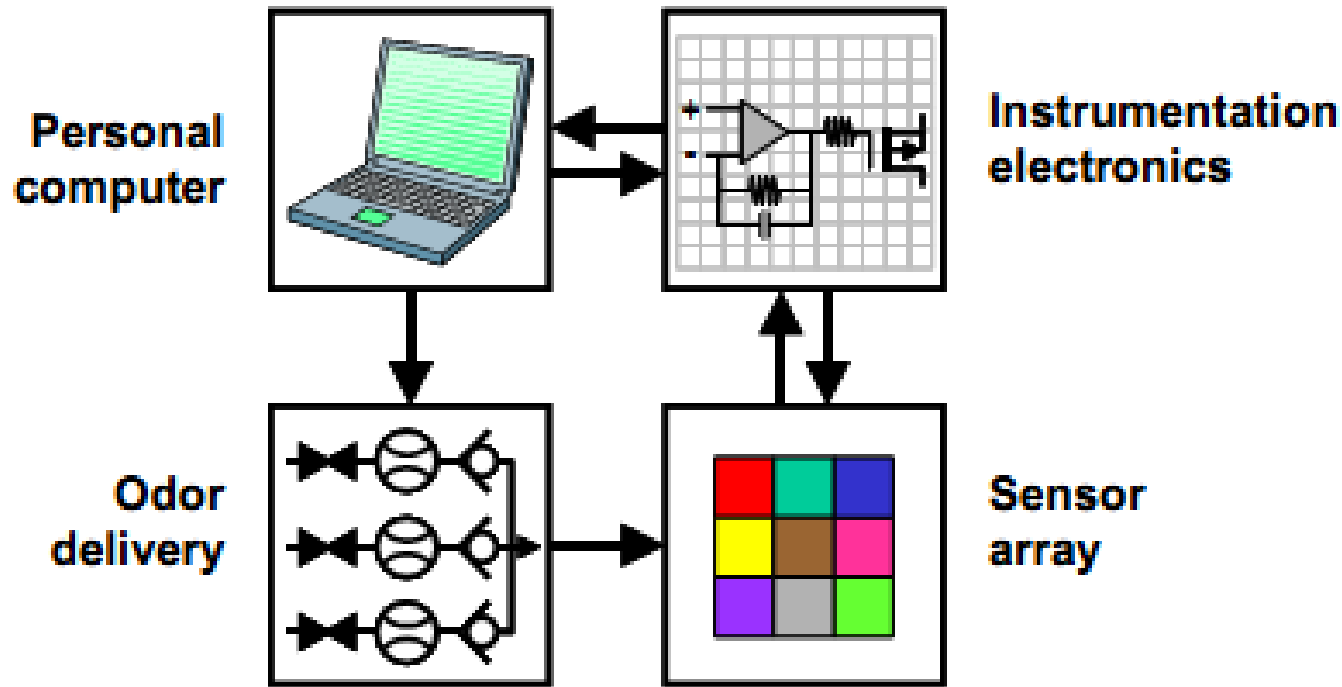 Personal
computer
+
-
Instrumentation
electronics
Odor
delivery
Sensor
array